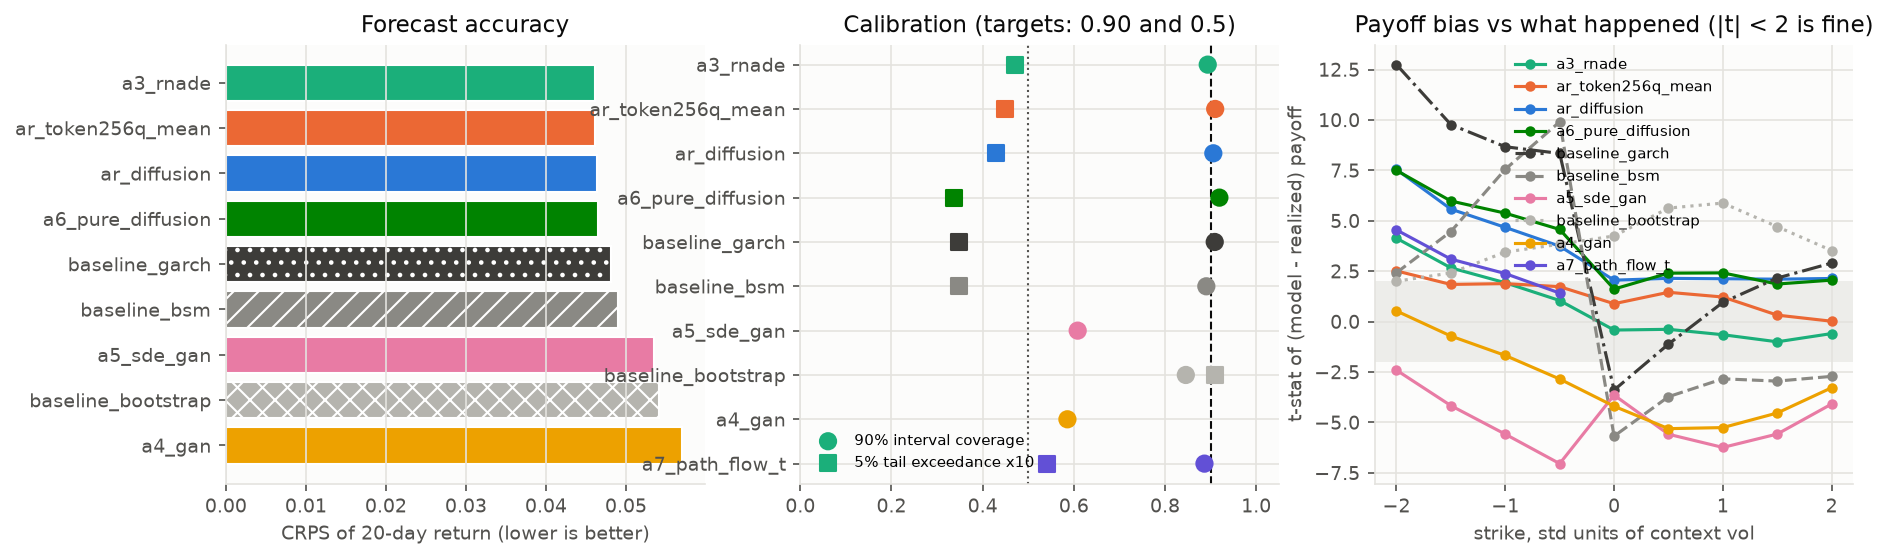 Forecast accuracy
a3_rnade
ar_token256q_mean
ar_diffusion
a6_pure_diffusion
baseline_garch
baseline_bsm
a5_sde_gan
baseline_bootstrap
a4_gan
0.00
0.01
0.02
0.03
0.04
0.05
CRPS of 20-day return (lower is better)
Calibration (targets: 0.90 and 0.5)
a3_rnade
ar_token256q_mean
ar_diffusion
a6_pure_diffusion
baseline_garch
baseline_bsm
a5_sde_gan
baseline_bootstrap
a4_gan
a7_path_flow_t
90% interval coverage
5% tail exceedance x10
0.0
0.2
0.4
0.6
0.8
1.0
Payoff bias vs what happened (|t| < 2 is fine)
t-stat of (model - realized) payoff
12.5
10.0
7.5
5.0
2.5
0.0
−2.5
−5.0
−7.5
a3_rnade
ar_token256q_mean
ar_diffusion
a6_pure_diffusion
baseline_garch
baseline_bsm
a5_sde_gan
baseline_bootstrap
a4_gan
a7_path_flow_t
−2
−1
0
1
2
strike, std units of context vol